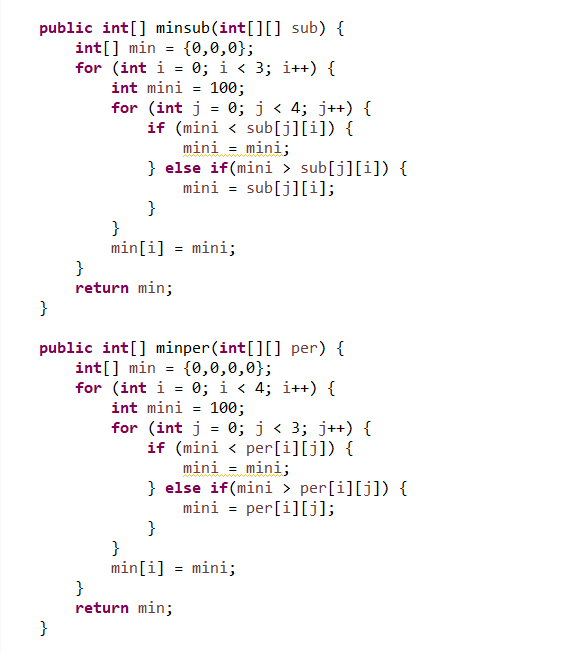 public int[] minsub(int[][] sub) {
    int[] min = {0,0,0};
    for (int i = 0; i < 3; i++) {
        int mini = 100;
        for (int j = 0; j < 4; j++) {
            if (mini < sub[j][i]) {
                mini = mini;
            } else if(mini > sub[j][i]) {
                mini = sub[j][i];
            }
        }
        min[i] = mini;
    }
    return min;
}

public int[] minper(int[][] per) {
    int[] min = {0,0,0,0};
    for (int i = 0; i < 4; i++) {
        int mini = 100;
        for (int j = 0; j < 3; j++) {
            if (mini < per[i][j]) {
                mini = mini;
            } else if(mini > per[i][j]) {
                mini = per[i][j];
            }
        }
        min[i] = mini;
    }
    return min;
}